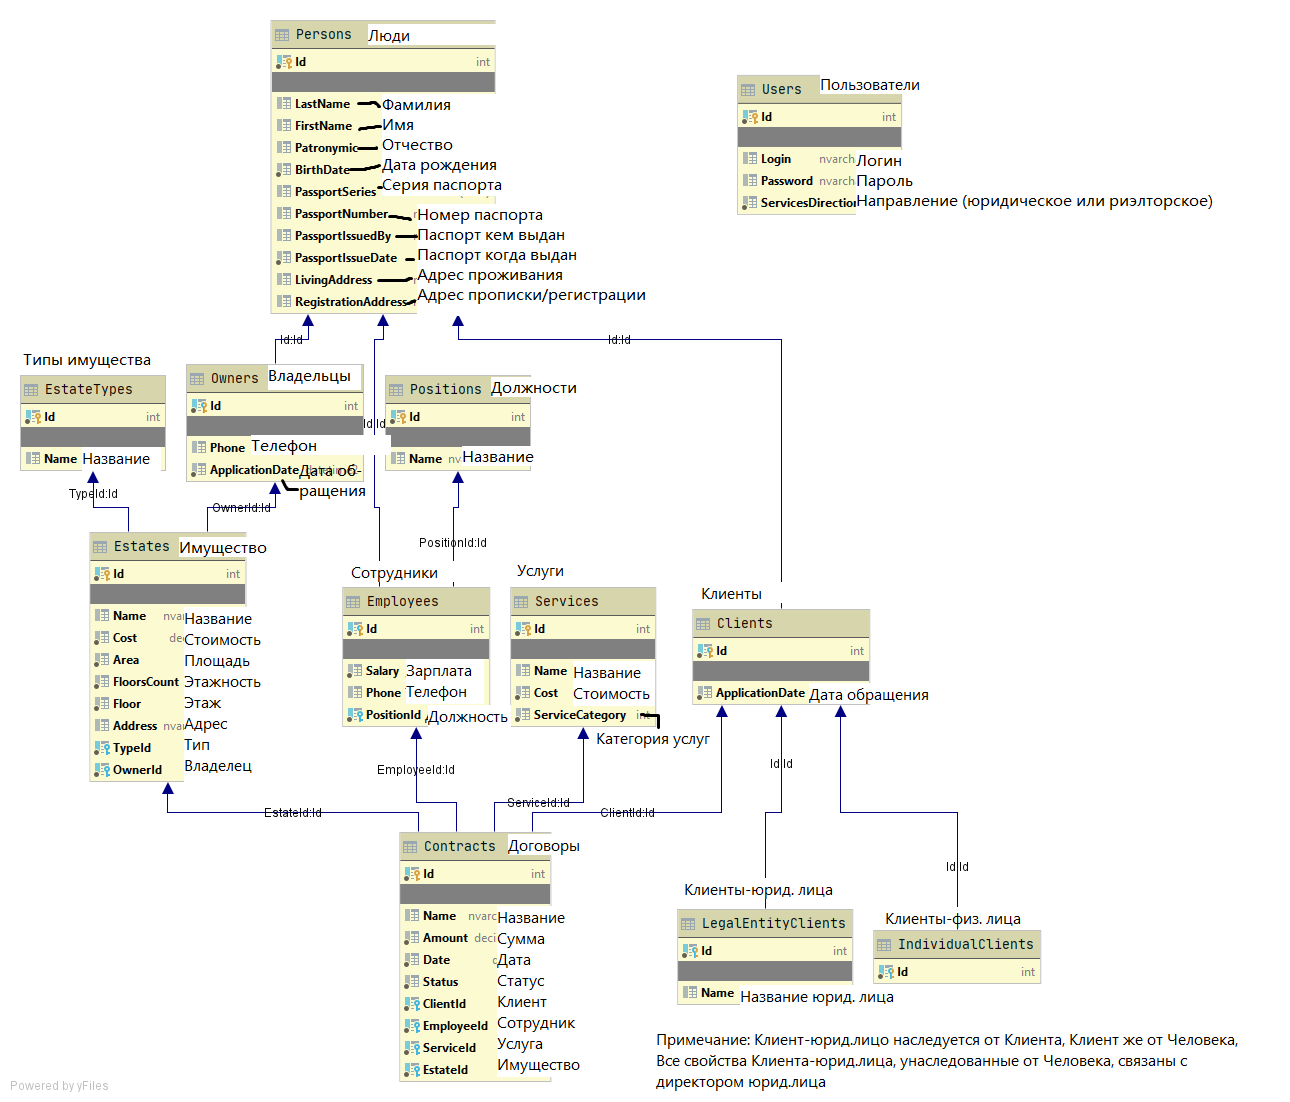 Persons Люди
Id int
LastName Фамилия
FirstName Имя
Patronymic Отчество
BirthDate Дата рождения
PassportSeries Серия паспорта
PassportNumber Номер паспорта
PassportIssuedBy Паспорт кем выдан
PassportIssueDate Паспорт когда выдан
LivingAddress Адрес проживания
RegistrationAddress Адрес прописки/регистрации
Users Пользователи
Id int
Login nvarch Логин
Password nvarch Пароль
ServicesDirection Направление (юридическое или риэлторское)
Id:Id
Id:Id
Типы имущества
EstateTypes
Id int
Name Название
Owners Владельцы
Id int
Phone Телефон
ApplicationDate Дата об-
ращения
Id:Id
Positions Должности
Id int
Name nv Название
TypeId:Id
OwnerId:Id
PositionId:Id
Estates Имущество
Id int
Name nva Название
Cost de Стоимость
Area Площадь
FloorsCount Этажность
Floor Этаж
Address nva Адрес
TypeId Тип
OwnerId Владелец
Сотрудники
Employees
Id int
Salary Зарплата
Phone Телефон
PositionId Должность
Услуги
Services
Id int
Name Название
Cost Стоимость
ServiceCategory int
Категория услуг
Клиенты
Clients
Id int
ApplicationDate Дата обращения
EmployeeId:Id
Id:Id
EstateId:Id
ServiceId:Id
ClientId:Id
Contracts Договоры
Id int
Name nvarc Название
Amount deci Сумма
Date Дата
Status Статус
ClientId Клиент
EmployeeId Сотрудник
ServiceId Услуга
EstateId Имущество
Id:Id
Клиенты-юрид. лица
LegalEntityClients
Id int
Name Название юрид. лица
Клиенты-физ. лица
IndividualClients
Id int
Примечание: Клиент-юрид.лицо наследуется от Клиента, Клиент же от Человека,
Все свойства Клиента-юрид.лица, унаследованные от Человека, связаны с
директором юрид.лица
Powered by yFiles